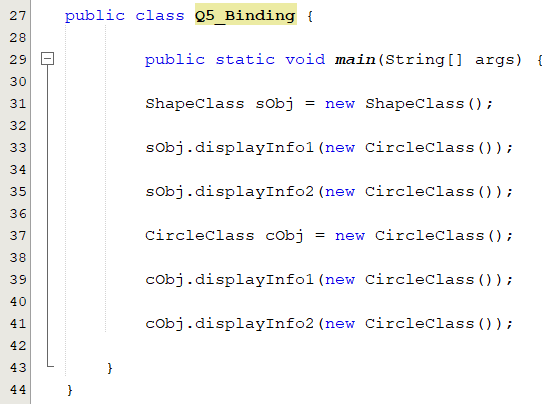 27 public class Q5_Binding {
28
29 public static void main(String[] args) {
30
31 ShapeClass sObj = new ShapeClass();
32
33 sObj.displayInfo1(new CircleClass());
34
35 sObj.displayInfo2(new CircleClass());
36
37 CircleClass cObj = new CircleClass();
38
39 cObj.displayInfo1(new CircleClass());
40
41 cObj.displayInfo2(new CircleClass());
42
43 }
44 }